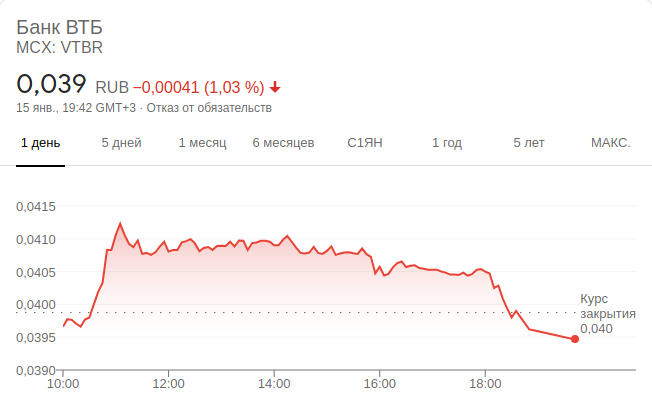 Банк ВТБ
MCX: VTBR
0,039 RUB −0,00041 (1,03 %)
15 янв., 19:42 GMT+3 · Отказ от обязательств
1 день 5 дней 1 месяц 6 месяцев С1ЯН 1 год 5 лет МАКС.
0,0415
0,0410
0,0405
0,0400
0,0395
0,0390
Курс
закрытия
0,040
10:00 12:00 14:00 16:00 18:00